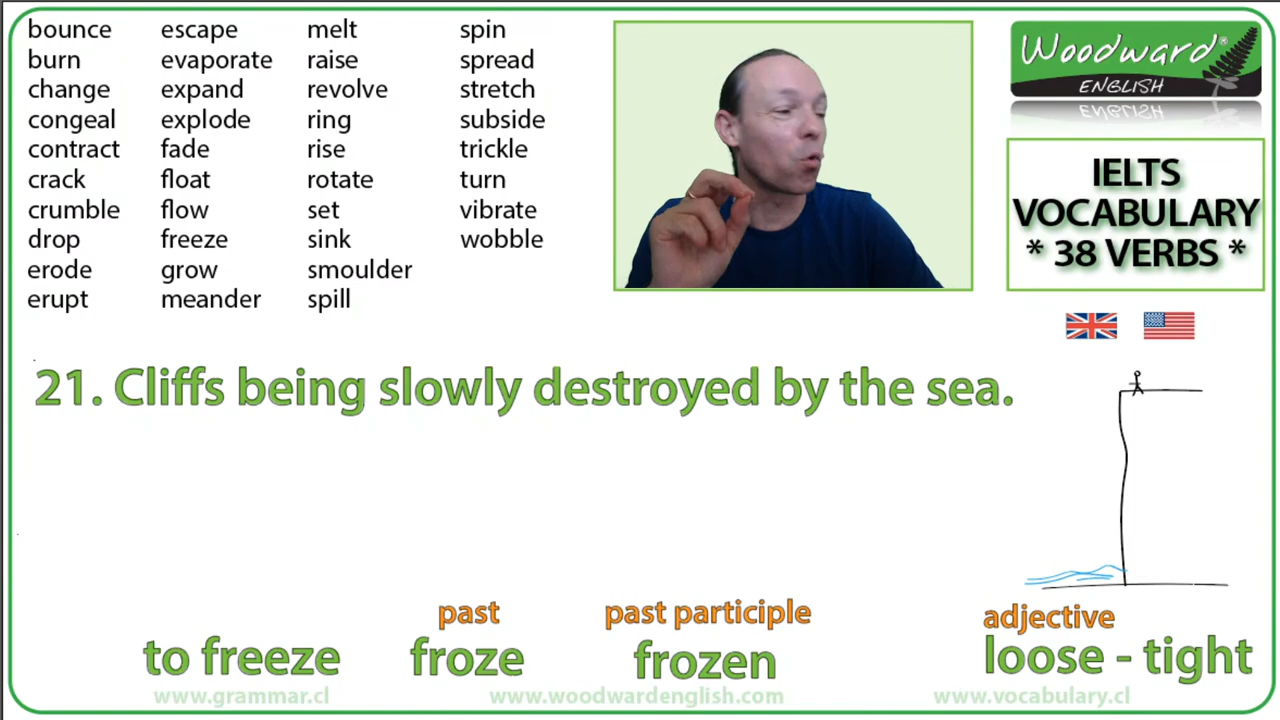 bounce escape melt spin
burn evaporate raise spread
change expand revolve stretch
congeal explode ring subside
contract fade rise trickle
crack float rotate turn
crumble flow set vibrate
drop freeze sink wobble
erode grow smoulder
erupt meander spill
Woodward®
ENGLISH
IELTS
VOCABULARY
* 38 VERBS *
21. Cliffs being slowly destroyed by the sea.
past past participle adjective
to freeze froze frozen loose - tight
www.grammar.cl www.woodwardenglish.com www.vocabulary.cl